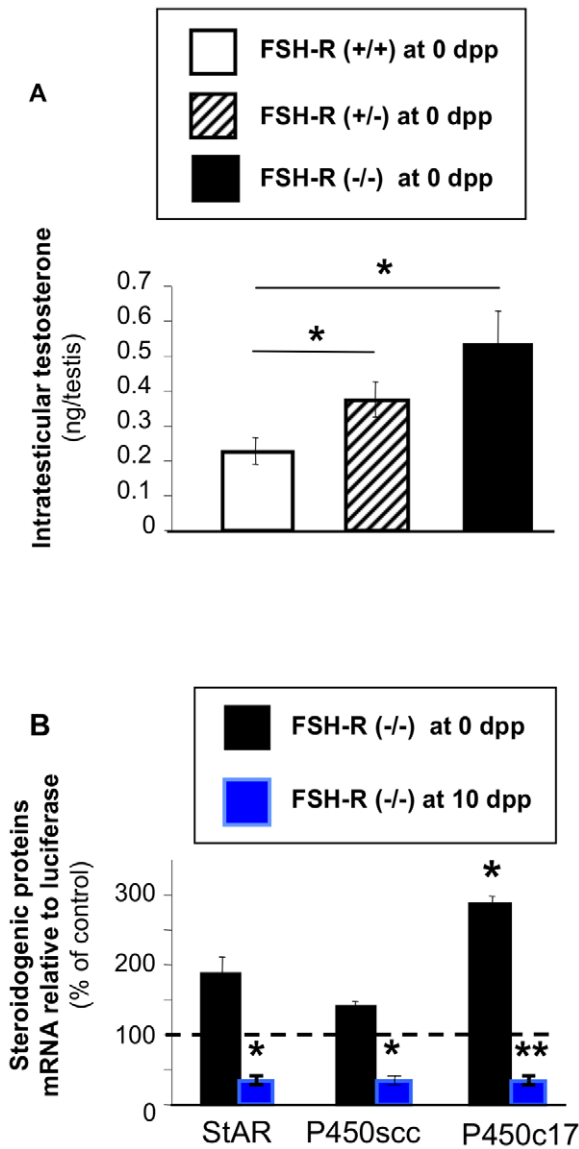 A
FSH-R (+/+) at 0 dpp
FSH-R (+/-) at 0 dpp
FSH-R (-/-) at 0 dpp
Intratesticular testosterone
(ng/testis)
0.7
0.6
0.5
0.4
0.3
0.2
0.1
0
*
*
B
FSH-R (-/-) at 0 dpp
FSH-R (-/-) at 10 dpp
Steroidogenic proteins
mRNA relative to luciferase
(% of control)
300
200
100
0
*
*
*
**
StAR
P450scc
P450c17